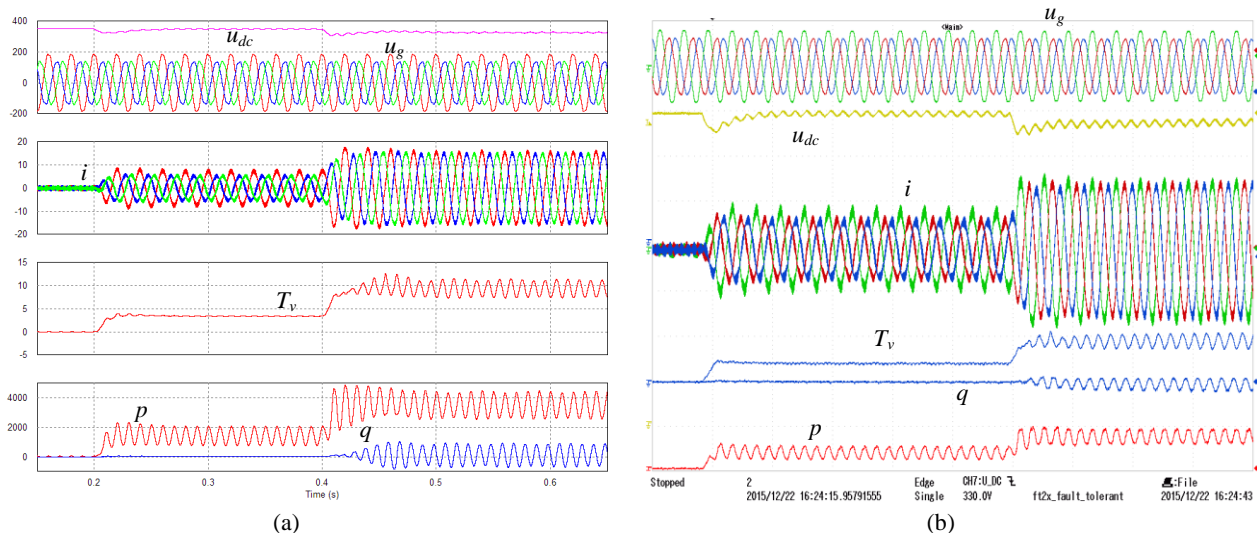 400
200
0
-200
u_dc
u_g
20
10
0
-10
-20
i
15
10
5
0
-5
T_v
4000
2000
0
p
q
0.2
0.3
0.4
0.5
0.6
Time (s)
(a)
u_g
<Main>
u_dc
i
T_v
q
p
Stopped
2
Edge
CH7:U_DC
:File
2015/12/22 16:24:15.95791555
Single
330.0V
ft2x_fault_tolerant
2015/12/22 16:24:43
(b)